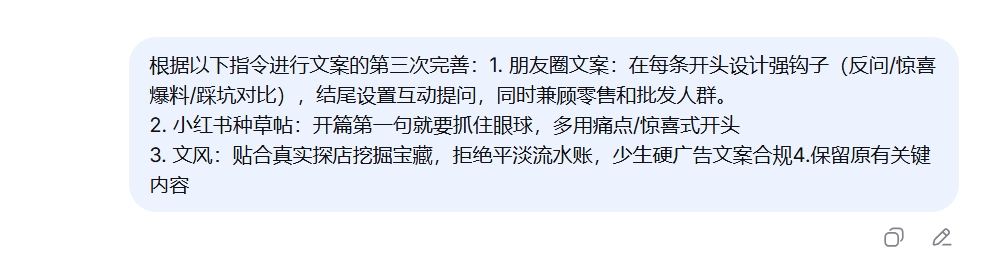 根据以下指令进行文案的第三次完善：1. 朋友圈文案：在每条开头设计强钩子（反问/惊喜
爆料/踩坑对比），结尾设置互动提问，同时兼顾零售和批发人群。
2. 小红书种草帖：开篇第一句就要抓住眼球，多用痛点/惊喜式开头
3. 文风：贴合真实探店挖掘宝藏，拒绝平淡流水账，少生硬广告文案合规4.保留原有关键
内容